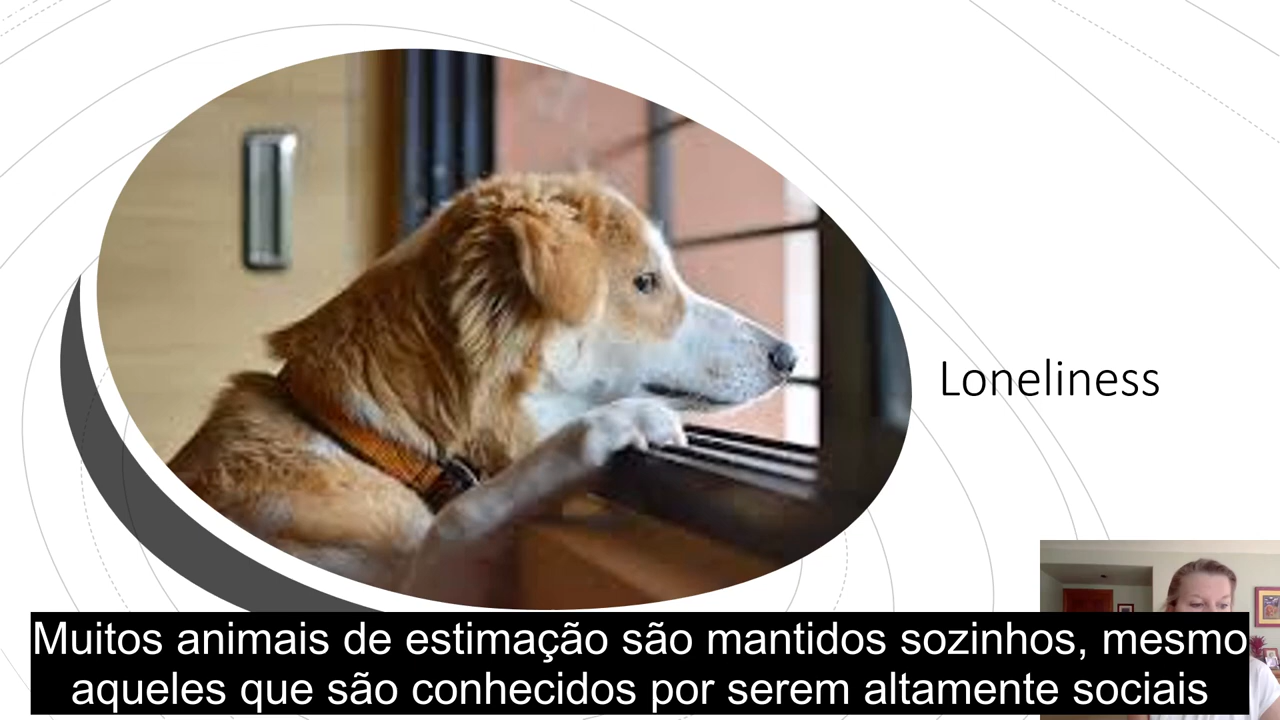 Loneliness
Muitos animais de estimação são mantidos sozinhos, mesmo
aqueles que são conhecidos por serem altamente sociais